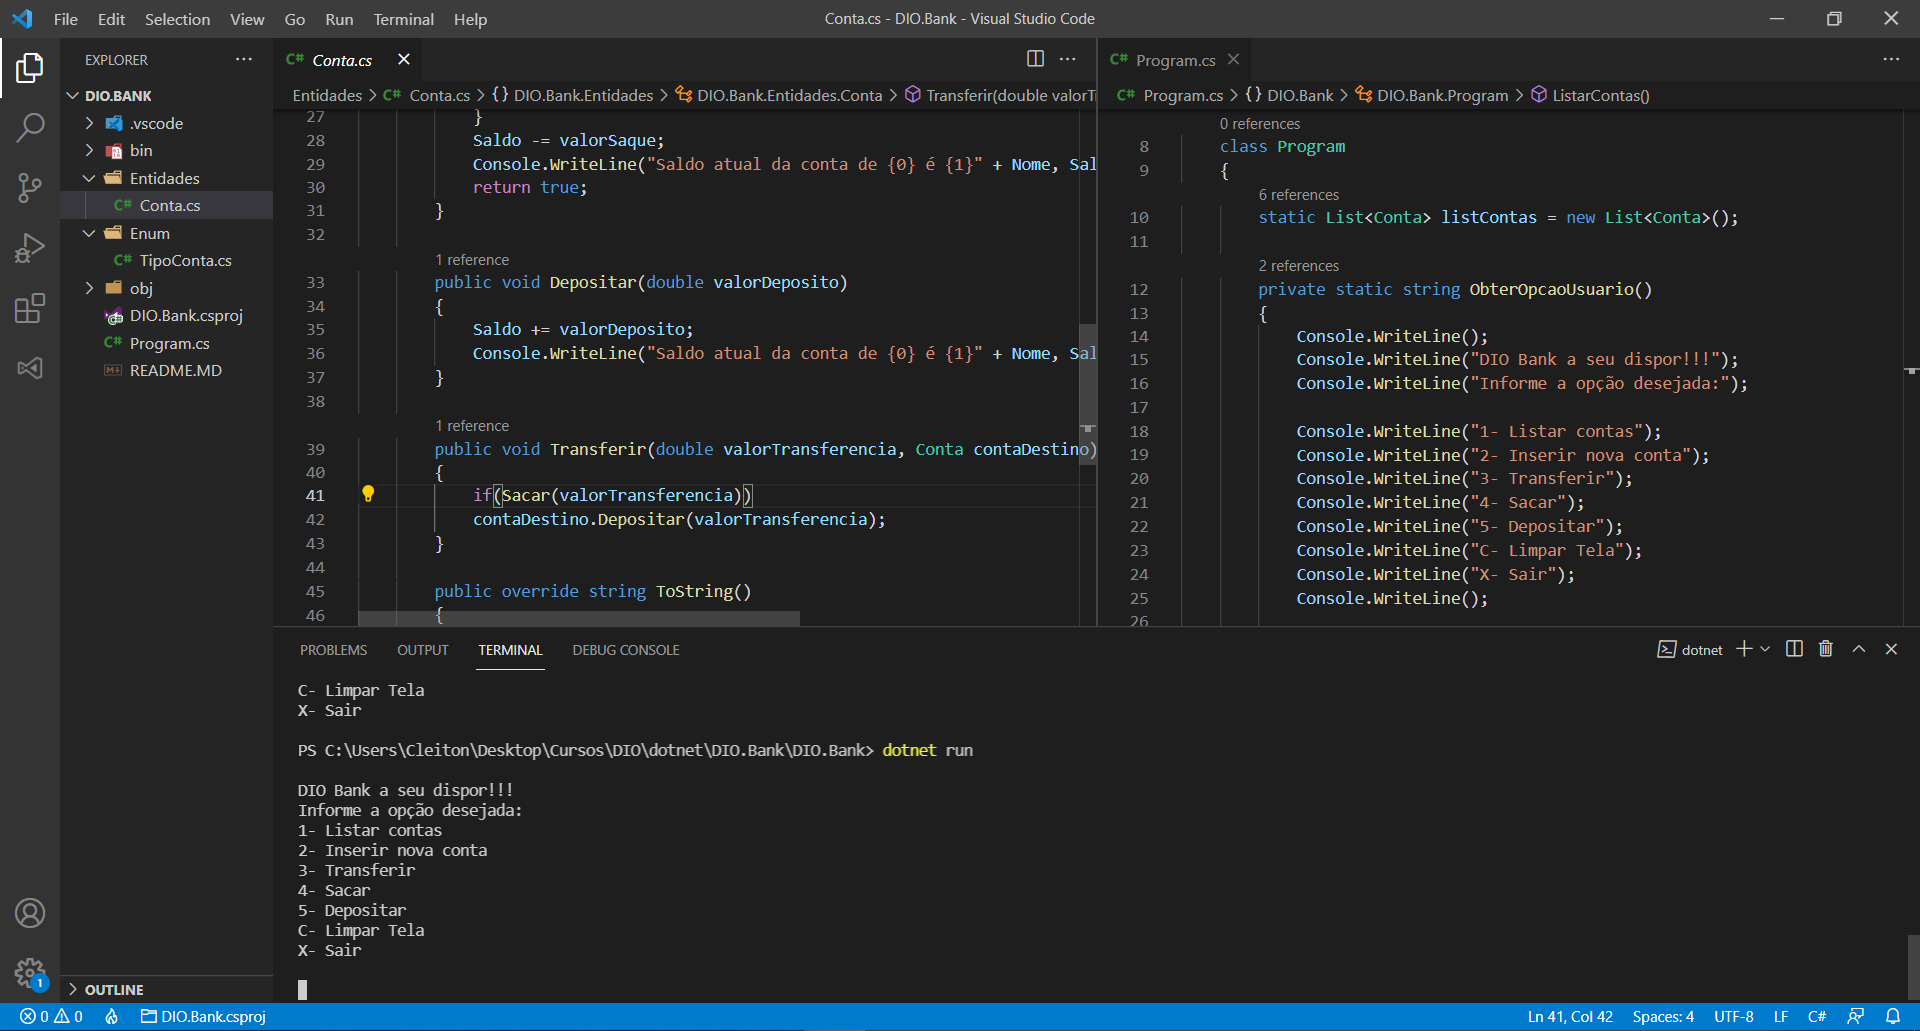 File Edit Selection View Go Run Terminal Help
Conta.cs - DIO.Bank - Visual Studio Code
EXPLORER
DIO.BANK
.vscode
bin
Entidades
C# Conta.cs
Enum
C# TipoConta.cs
obj
DIO.Bank.csproj
C# Program.cs
README.MD
OUTLINE
1
C# Conta.cs
Entidades > C# Conta.cs > {} DIO.Bank.Entidades > DIO.Bank.Entidades.Conta > Transferir(double valorT
27 }
28 Saldo -= valorSaque;
29 Console.WriteLine("Saldo atual da conta de {0} é {1}" + Nome, Sal
30 return true;
31 }
32
1 reference
33 public void Depositar(double valorDeposito)
34 {
35 Saldo += valorDeposito;
36 Console.WriteLine("Saldo atual da conta de {0} é {1}" + Nome, Sal
37 }
38
1 reference
39 public void Transferir(double valorTransferencia, Conta contaDestino)
40 {
41 if(Sacar(valorTransferencia))
42 contaDestino.Depositar(valorTransferencia);
43 }
44
45 public override string ToString()
46 {
C# Program.cs
C# Program.cs > {} DIO.Bank > DIO.Bank.Program > ListarContas()
0 references
8 class Program
9 {
6 references
10 static List<Conta> listContas = new List<Conta>();
11
2 references
12 private static string ObterOpcaoUsuario()
13 {
14 Console.WriteLine();
15 Console.WriteLine("DIO Bank a seu dispor!!!");
16 Console.WriteLine("Informe a opção desejada:");
17
18 Console.WriteLine("1- Listar contas");
19 Console.WriteLine("2- Inserir nova conta");
20 Console.WriteLine("3- Transferir");
21 Console.WriteLine("4- Sacar");
22 Console.WriteLine("5- Depositar");
23 Console.WriteLine("C- Limpar Tela");
24 Console.WriteLine("X- Sair");
25 Console.WriteLine();
26
PROBLEMS OUTPUT TERMINAL DEBUG CONSOLE
dotnet
C- Limpar Tela
X- Sair
PS C:\Users\Cleiton\Desktop\Cursos\DIO\dotnet\DIO.Bank\DIO.Bank> dotnet run
DIO Bank a seu dispor!!!
Informe a opção desejada:
1- Listar contas
2- Inserir nova conta
3- Transferir
4- Sacar
5- Depositar
C- Limpar Tela
X- Sair
0 0 DIO.Bank.csproj
Ln 41, Col 42 Spaces: 4 UTF-8 LF C#